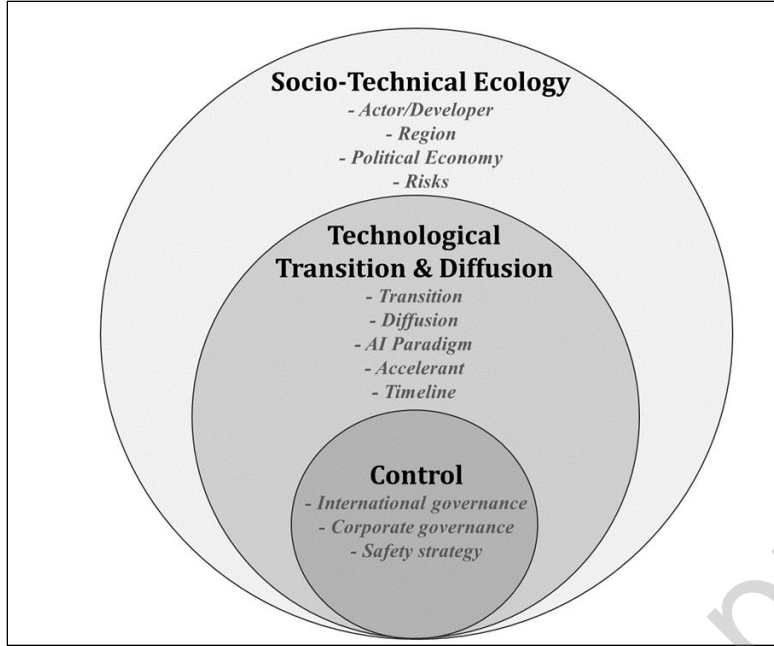 Socio-Technical Ecology
- Actor/Developer
- Region
- Political Economy
- Risks
Technological
Transition & Diffusion
- Transition
- Diffusion
- AI Paradigm
- Accelerant
- Timeline
Control
- International governance
- Corporate governance
- Safety strategy